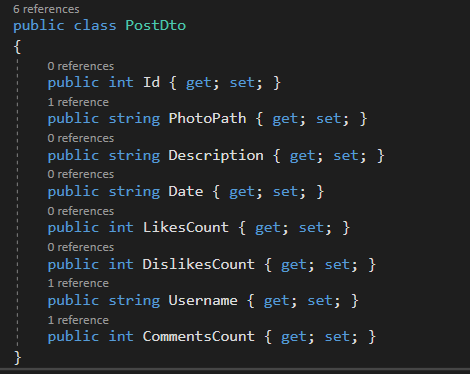 6 references
public class PostDto
{
0 references
public int Id { get; set; }
1 reference
public string PhotoPath { get; set; }
0 references
public string Description { get; set; }
0 references
public string Date { get; set; }
0 references
public int LikesCount { get; set; }
0 references
public int DislikesCount { get; set; }
1 reference
public string Username { get; set; }
1 reference
public int CommentsCount { get; set; }
}